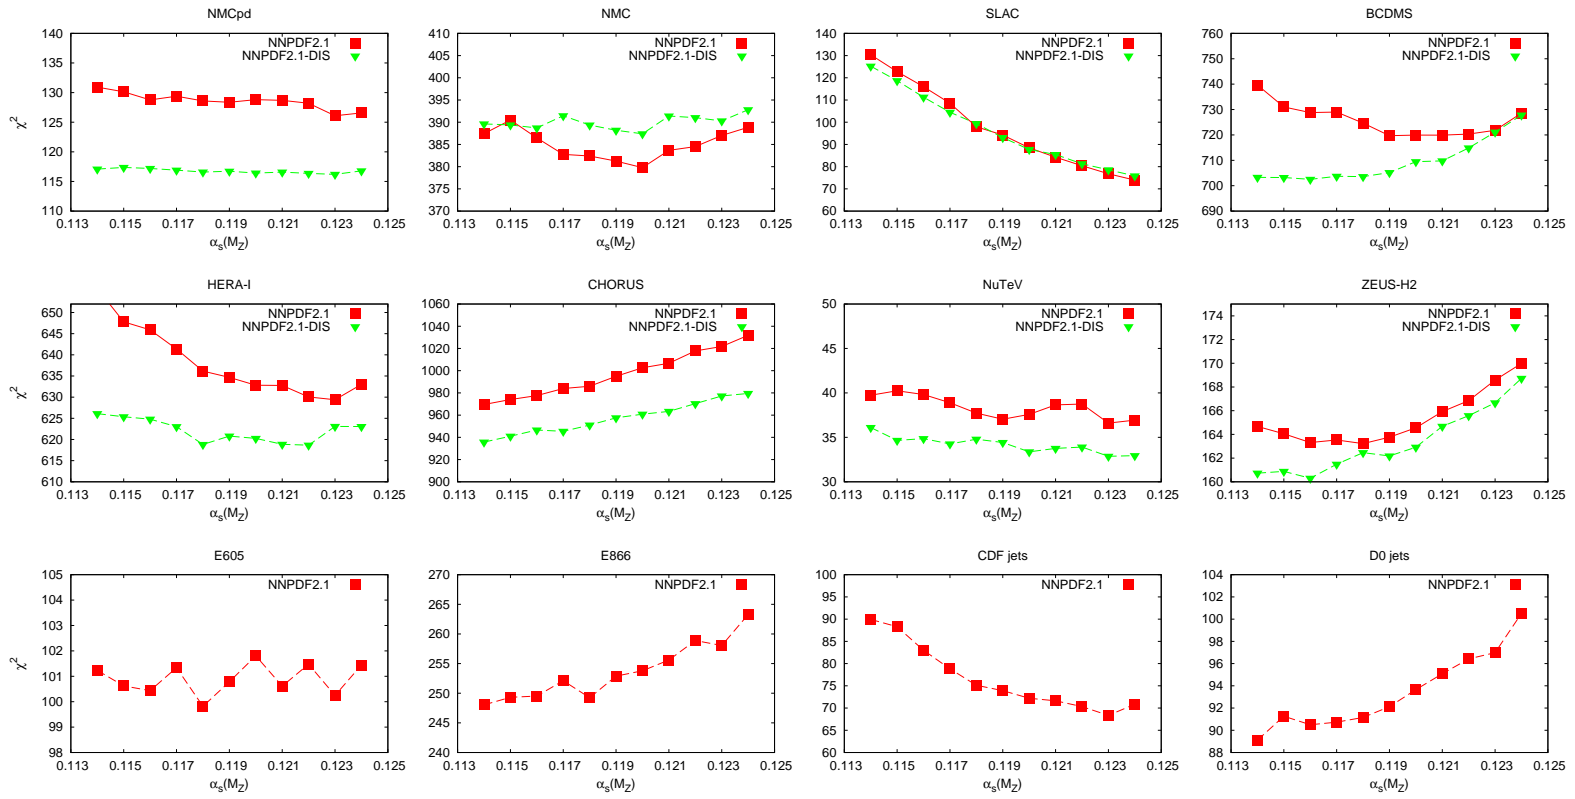 NMCpd
NMC
SLAC
BCDMS
χ²
140
135
130
125
120
115
110
NNPDF2.1
NNPDF2.1-DIS
0.113 0.115 0.117 0.119 0.121 0.123 0.125
αs(MZ)
410
405
400
395
390
385
380
375
370
NNPDF2.1
NNPDF2.1-DIS
0.113 0.115 0.117 0.119 0.121 0.123 0.125
αs(MZ)
140
130
120
110
100
90
80
70
60
NNPDF2.1
NNPDF2.1-DIS
0.113 0.115 0.117 0.119 0.121 0.123 0.125
αs(MZ)
760
750
740
730
720
710
700
690
NNPDF2.1
NNPDF2.1-DIS
0.113 0.115 0.117 0.119 0.121 0.123 0.125
αs(MZ)
HERA-I
CHORUS
NuTeV
ZEUS-H2
χ²
650
645
640
635
630
625
620
615
610
NNPDF2.1
NNPDF2.1-DIS
0.113 0.115 0.117 0.119 0.121 0.123 0.125
αs(MZ)
1060
1040
1020
1000
980
960
940
920
900
NNPDF2.1
NNPDF2.1-DIS
0.113 0.115 0.117 0.119 0.121 0.123 0.125
αs(MZ)
50
45
40
35
30
NNPDF2.1
NNPDF2.1-DIS
0.113 0.115 0.117 0.119 0.121 0.123 0.125
αs(MZ)
174
172
170
168
166
164
162
160
NNPDF2.1
NNPDF2.1-DIS
0.113 0.115 0.117 0.119 0.121 0.123 0.125
αs(MZ)
E605
E866
CDF jets
D0 jets
χ²
105
104
103
102
101
100
99
98
NNPDF2.1
0.113 0.115 0.117 0.119 0.121 0.123 0.125
αs(MZ)
270
265
260
255
250
245
240
NNPDF2.1
0.113 0.115 0.117 0.119 0.121 0.123 0.125
αs(MZ)
100
95
90
85
80
75
70
65
60
NNPDF2.1
0.113 0.115 0.117 0.119 0.121 0.123 0.125
αs(MZ)
104
102
100
98
96
94
92
90
88
NNPDF2.1
0.113 0.115 0.117 0.119 0.121 0.123 0.125
αs(MZ)